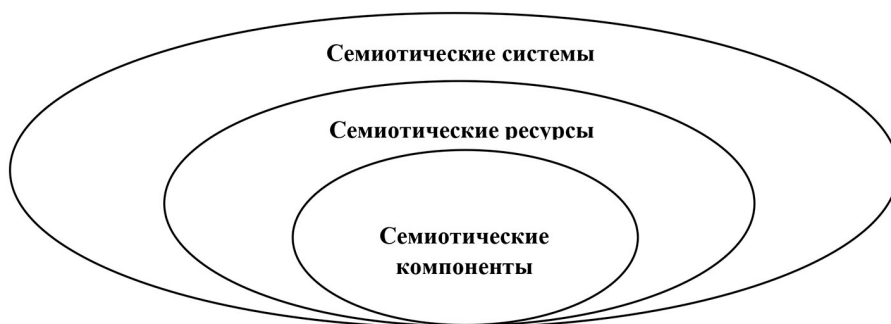 Семиотические системы
Семиотические ресурсы
Семиотические
компоненты